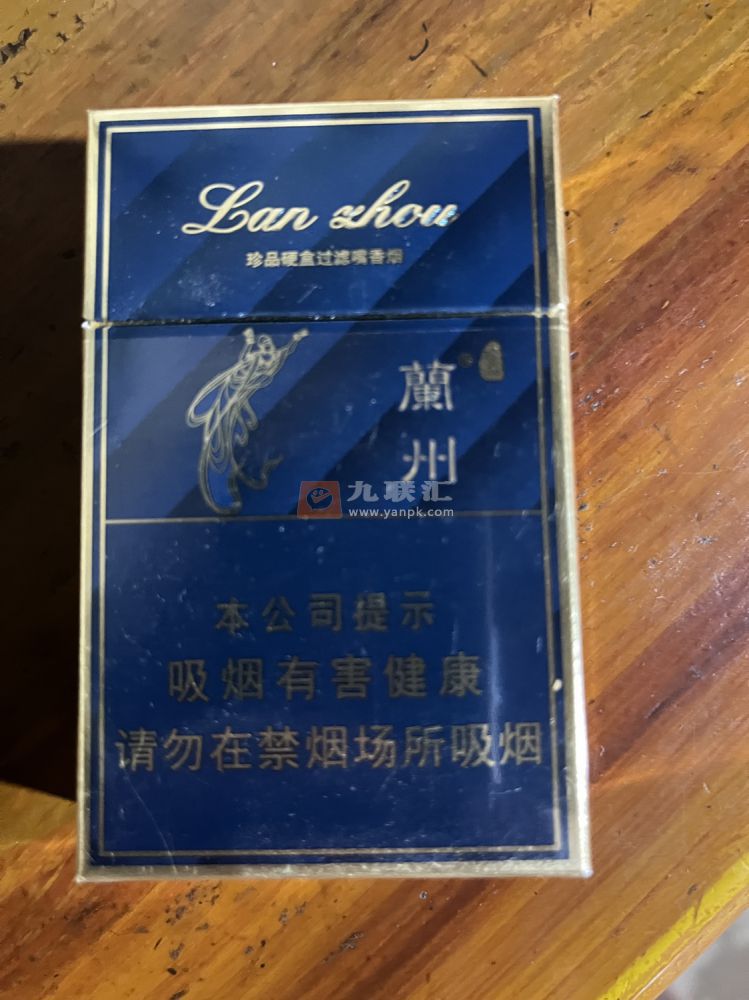 Lan zhou
珍品硬盒过滤嘴香烟
蘭
州
九联汇
www.yanpk.com
本公司提示
吸烟有害健康
请勿在禁烟场所吸烟